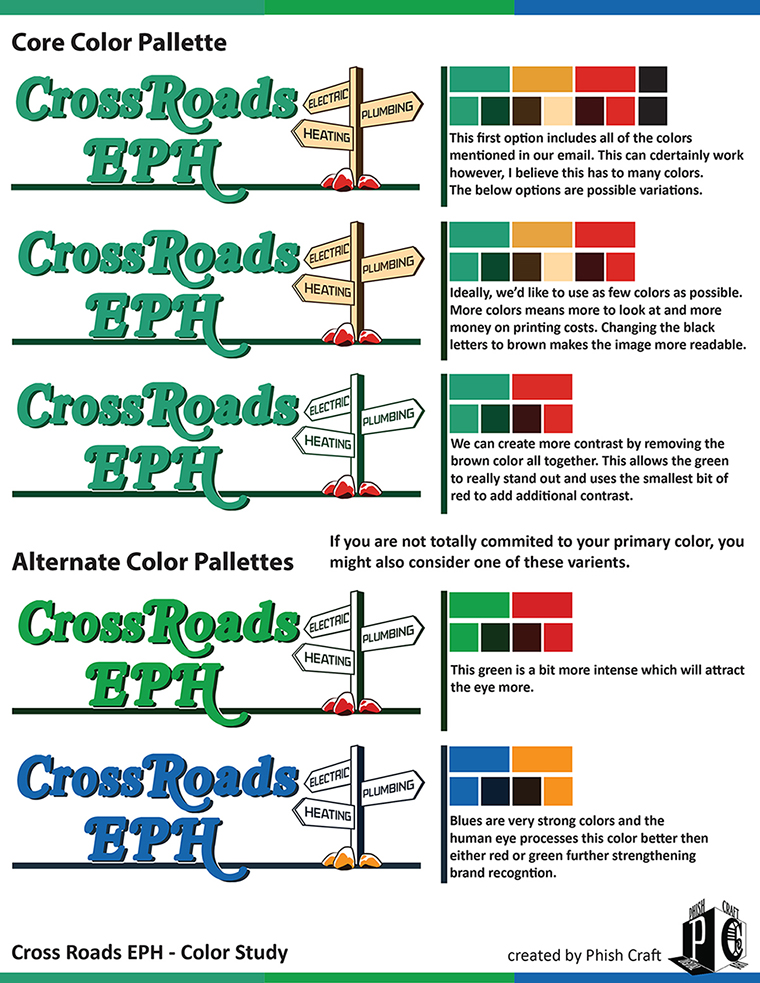 Core Color Pallette
CrossRoads
EPH
ELECTRIC
PLUMBING
HEATING
This first option includes all of the colors
mentioned in our email. This can cdertainly work
however, I believe this has to many colors.
The below options are possible variations.
CrossRoads
EPH
ELECTRIC
PLUMBING
HEATING
Ideally, we'd like to use as few colors as possible.
More colors means more to look at and more
money on printing costs. Changing the black
letters to brown makes the image more readable.
CrossRoads
EPH
ELECTRIC
PLUMBING
HEATING
We can create more contrast by removing the
brown color all together. This allows the green
to really stand out and uses the smallest bit of
red to add additional contrast.
Alternate Color Pallettes
If you are not totally commited to your primary color, you
might also consider one of these varients.
CrossRoads
EPH
ELECTRIC
PLUMBING
HEATING
This green is a bit more intense which will attract
the eye more.
CrossRoads
EPH
ELECTRIC
PLUMBING
HEATING
Blues are very strong colors and the
human eye processes this color better then
either red or green further strengthening
brand recogntion.
Cross Roads EPH - Color Study
created by Phish Craft
PHISH CRAFT
P C